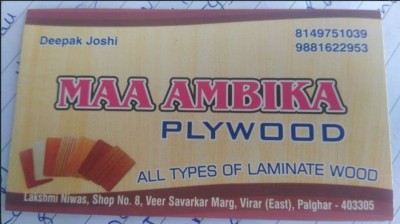 Deepak Joshi
8149751039
9881622953
MAA AMBIKA
PLYWOOD
ALL TYPES OF LAMINATE WOOD
Lakshmi Niwas, Shop No. 8, Veer Savarkar Marg, Virar (East), Palghar - 403305